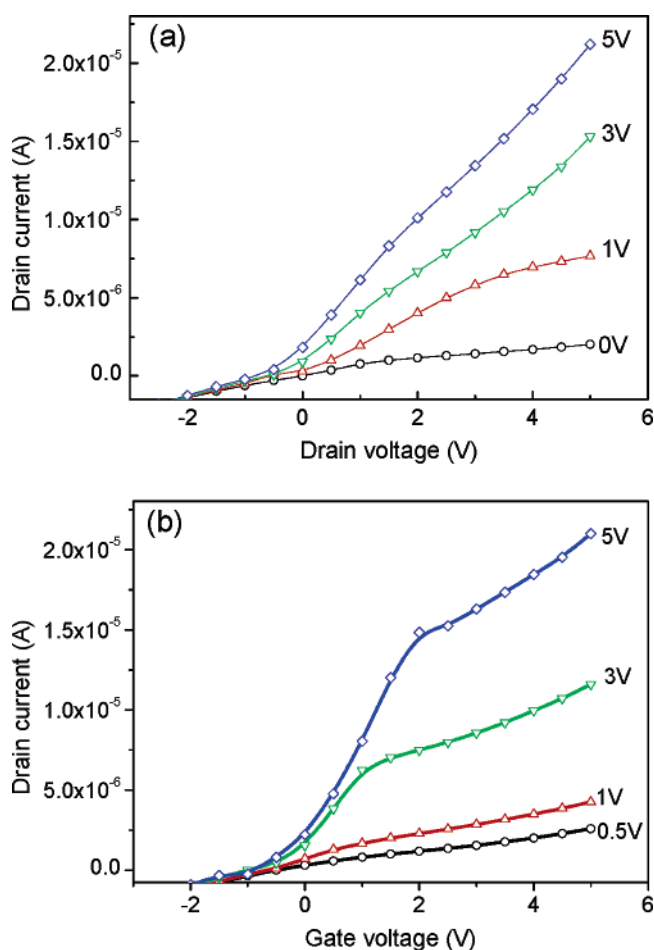 (a)
5V
2.0x10⁻⁵
3V
1.5x10⁻⁵
1.0x10⁻⁵
1V
5.0x10⁻⁶
0V
0.0
Drain current (A)
-2 0 2 4 6
Drain voltage (V)
(b)
2.0x10⁻⁵
5V
1.5x10⁻⁵
3V
1.0x10⁻⁵
5.0x10⁻⁶
1V
0.5V
0.0
Drain current (A)
-2 0 2 4 6
Gate voltage (V)